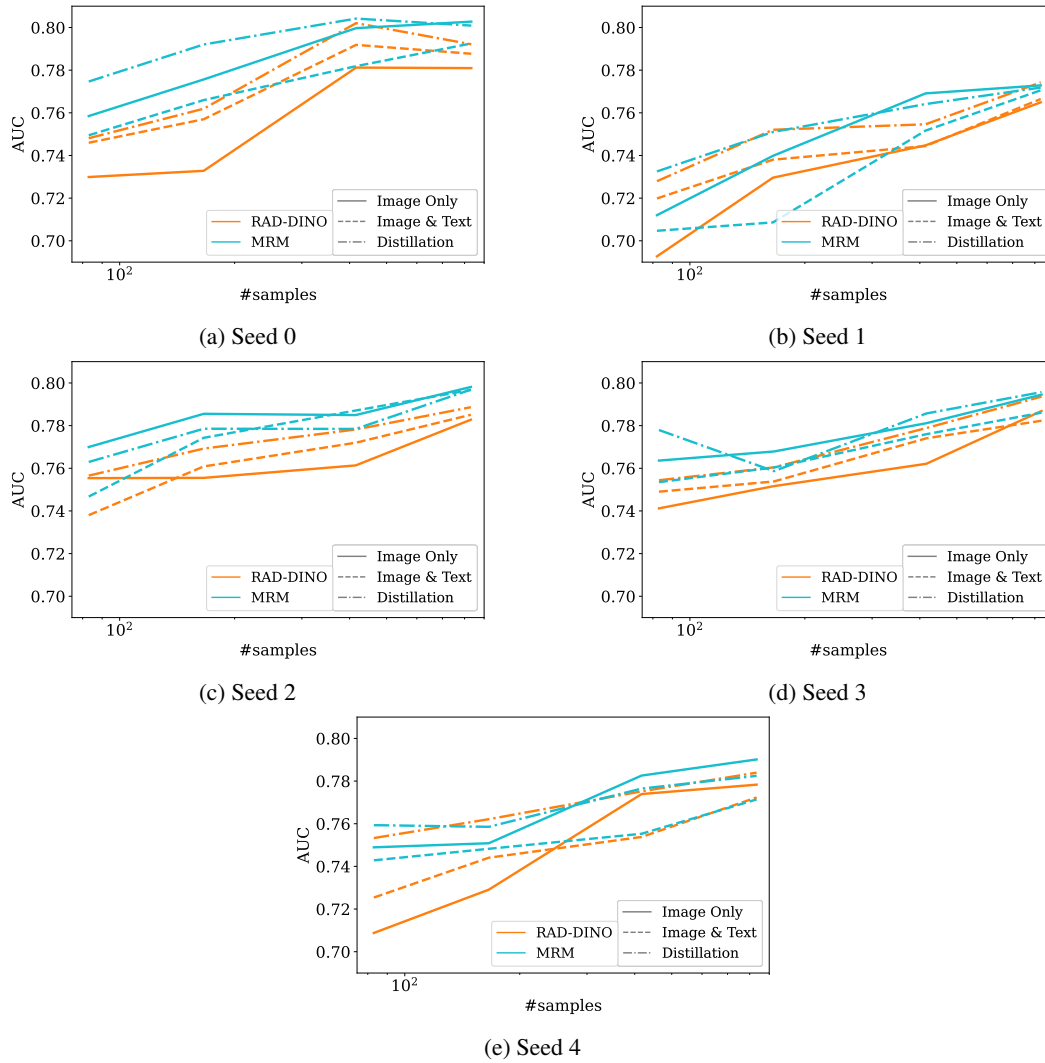 0.80
0.78
0.76
0.74
0.72
0.70
AUC
RAD-DINO
MRM
Image Only
Image & Text
Distillation
10²
#samples
(a) Seed 0
0.80
0.78
0.76
0.74
0.72
0.70
AUC
RAD-DINO
MRM
Image Only
Image & Text
Distillation
10²
#samples
(b) Seed 1
0.80
0.78
0.76
0.74
0.72
0.70
AUC
RAD-DINO
MRM
Image Only
Image & Text
Distillation
10²
#samples
(c) Seed 2
0.80
0.78
0.76
0.74
0.72
0.70
AUC
RAD-DINO
MRM
Image Only
Image & Text
Distillation
10²
#samples
(d) Seed 3
0.80
0.78
0.76
0.74
0.72
0.70
AUC
RAD-DINO
MRM
Image Only
Image & Text
Distillation
10²
#samples
(e) Seed 4